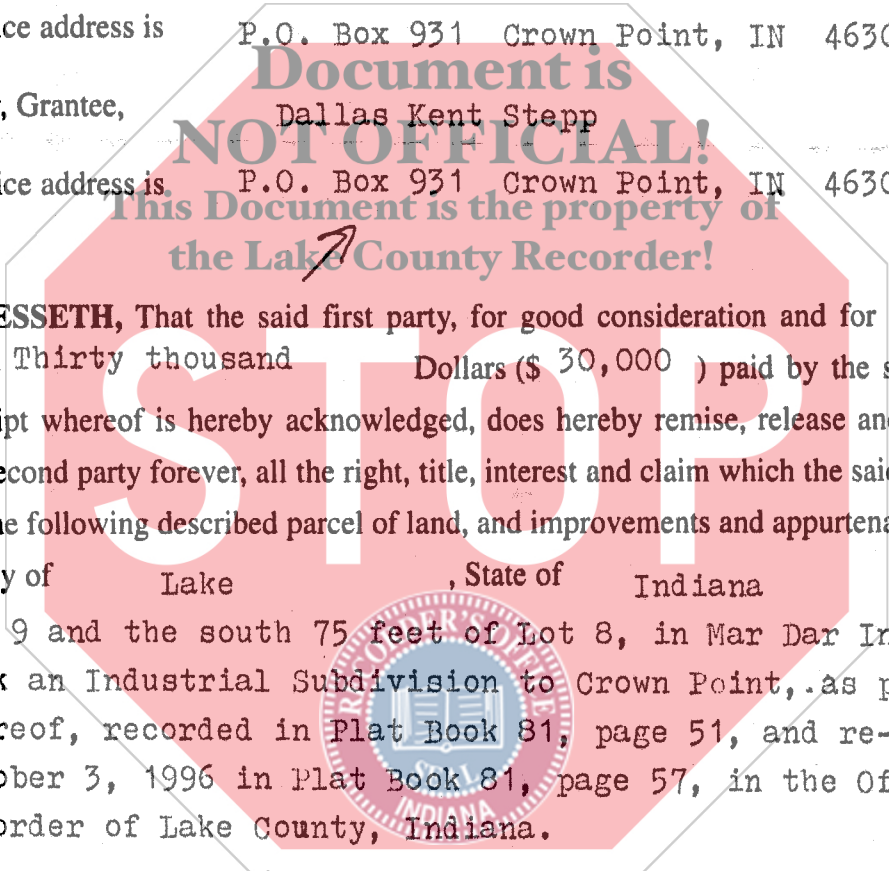 ce address is P.O. Box 931 Crown Point, IN 4630
Document is
, Grantee, Dallas Kent Stepp
NOT OFFICIAL!
ice address is P.O. Box 931 Crown Point, IN 4630
This Document is the property of
the Lake County Recorder!
ESSETH, That the said first party, for good consideration and for
Thirty thousand Dollars ($ 30,000 ) paid by the s
ipt whereof is hereby acknowledged, does hereby remise, release an
econd party forever, all the right, title, interest and claim which the said
e following described parcel of land, and improvements and appurtena
y of Lake , State of Indiana
9 and the south 75 feet of Lot 8, in Mar Dar In
k an Industrial Subdivision to Crown Point, as p
reof, recorded in Plat Book 81, page 51, and re-
ober 3, 1996 in Plat Book 81, page 57, in the Of
order of Lake County, Indiana.
STOP
RECORDER'S OFFICE
SEAL
INDIANA